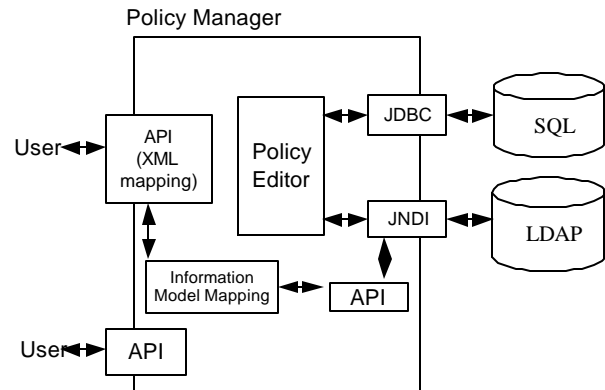 Policy Manager
User
API
(XML
mapping)
Policy
Editor
JDBC
SQL
JNDI
LDAP
Information
Model Mapping
API
User
API